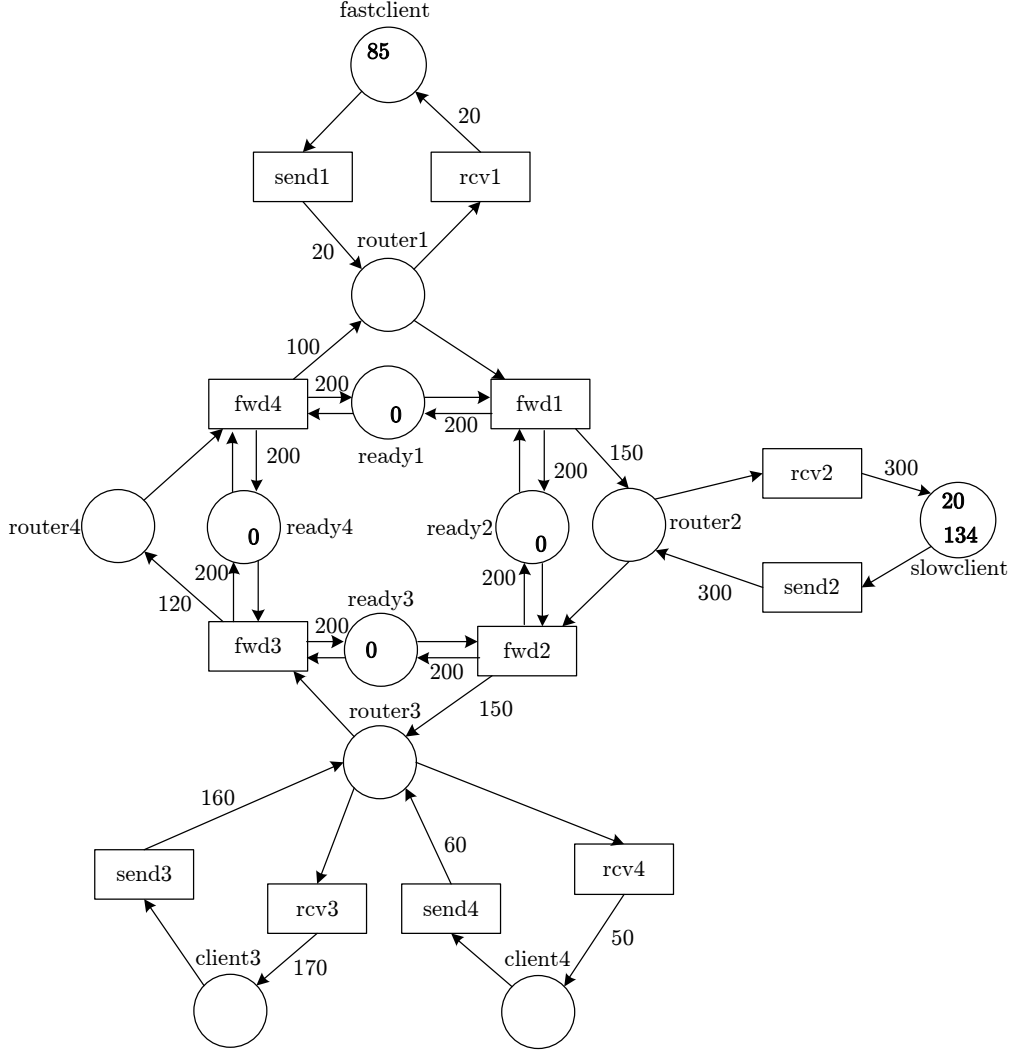 fastclient
85
20
send1
rcv1
router1
20
100
200
fwd4
fwd1
0
200
ready1
150
200
200
rcv2
300
20
134
slowclient
router4
ready4
0
ready2
0
router2
200
200
300
send2
120
ready3
200
fwd3
0
fwd2
200
150
router3
160
60
send3
rcv4
rcv3
send4
50
client3
170
client4